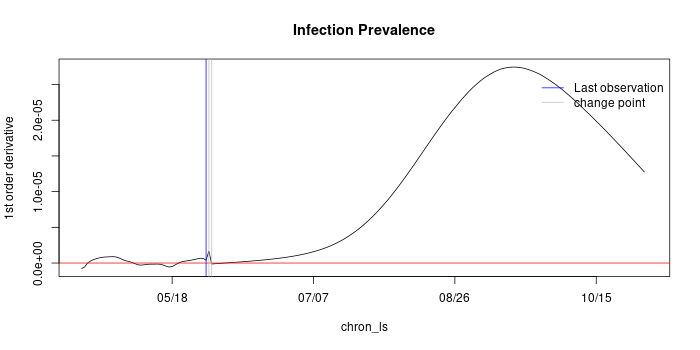 Infection Prevalence
1st order derivative
0.0e+00
1.0e-05
2.0e-05
Last observation
change point
05/18
07/07
08/26
10/15
chron_ls